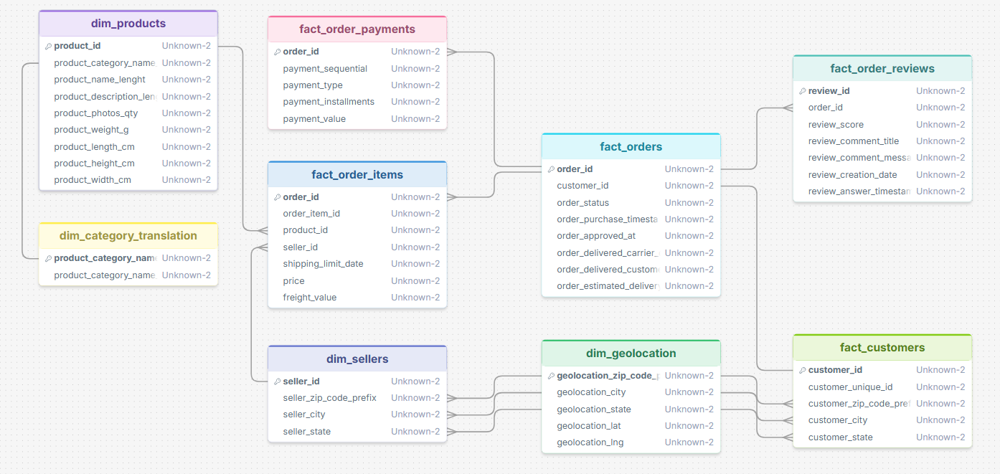 dim_products
product_id Unknown-2
product_category_name Unknown-2
product_name_lenght Unknown-2
product_description_len Unknown-2
product_photos_qty Unknown-2
product_weight_g Unknown-2
product_length_cm Unknown-2
product_height_cm Unknown-2
product_width_cm Unknown-2
dim_category_translation
product_category_nam Unknown-2
product_category_name Unknown-2
fact_order_payments
order_id Unknown-2
payment_sequential Unknown-2
payment_type Unknown-2
payment_installments Unknown-2
payment_value Unknown-2
fact_order_items
order_id Unknown-2
order_item_id Unknown-2
product_id Unknown-2
seller_id Unknown-2
shipping_limit_date Unknown-2
price Unknown-2
freight_value Unknown-2
dim_sellers
seller_id Unknown-2
seller_zip_code_prefix Unknown-2
seller_city Unknown-2
seller_state Unknown-2
fact_orders
order_id Unknown-2
customer_id Unknown-2
order_status Unknown-2
order_purchase_timesta Unknown-2
order_approved_at Unknown-2
order_delivered_carrier_ Unknown-2
order_delivered_custom Unknown-2
order_estimated_deliver Unknown-2
dim_geolocation
geolocation_zip_code_p Unknown-2
geolocation_city Unknown-2
geolocation_state Unknown-2
geolocation_lat Unknown-2
geolocation_lng Unknown-2
fact_order_reviews
review_id Unknown-2
order_id Unknown-2
review_score Unknown-2
review_comment_title Unknown-2
review_comment_messa Unknown-2
review_creation_date Unknown-2
review_answer_timestan Unknown-2
fact_customers
customer_id Unknown-2
customer_unique_id Unknown-2
customer_zip_code_pref Unknown-2
customer_city Unknown-2
customer_state Unknown-2